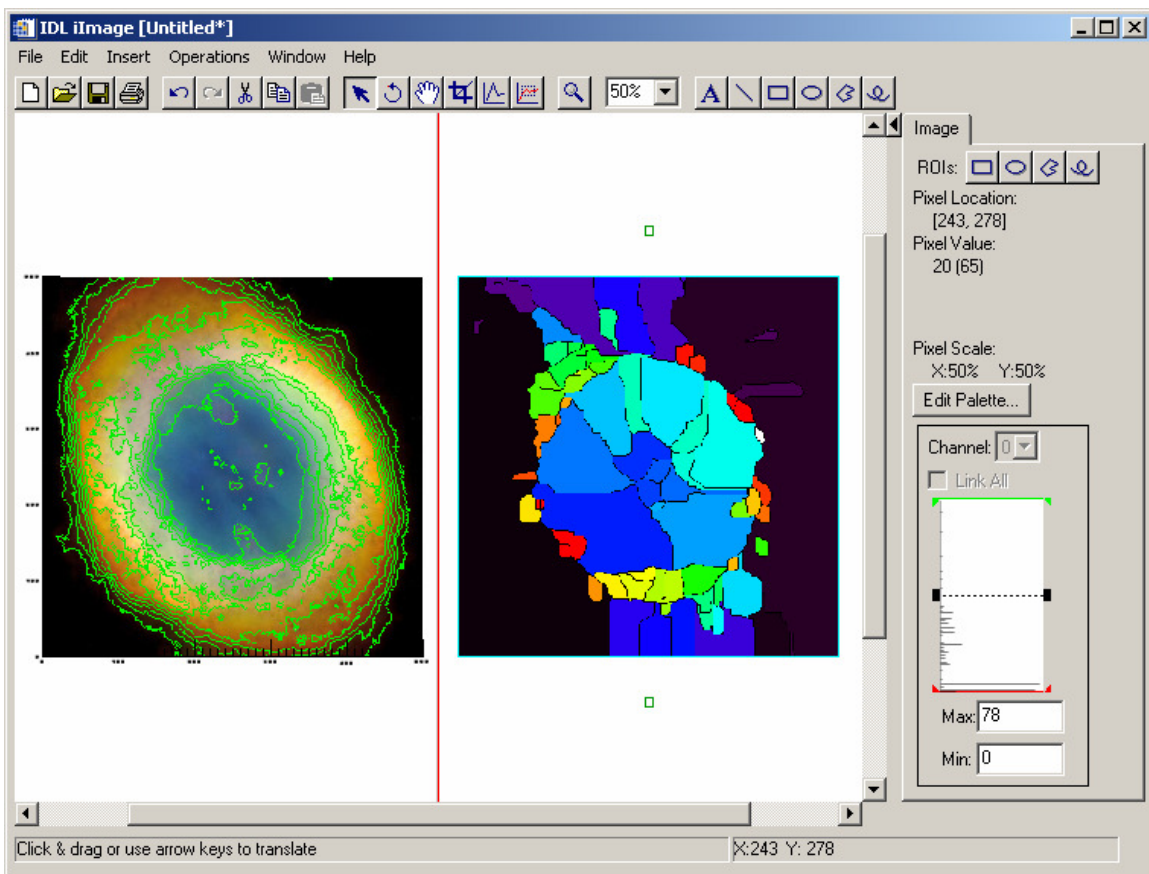 IDL iImage [Untitled*]
File Edit Insert Operations Window Help
50%
A
Image
ROIs:
Pixel Location:
[243, 278]
Pixel Value:
20 (65)
Pixel Scale:
X:50% Y:50%
Edit Palette...
Channel: 0
Link All
Max: 78
Min: 0
Click & drag or use arrow keys to translate
X:243 Y: 278